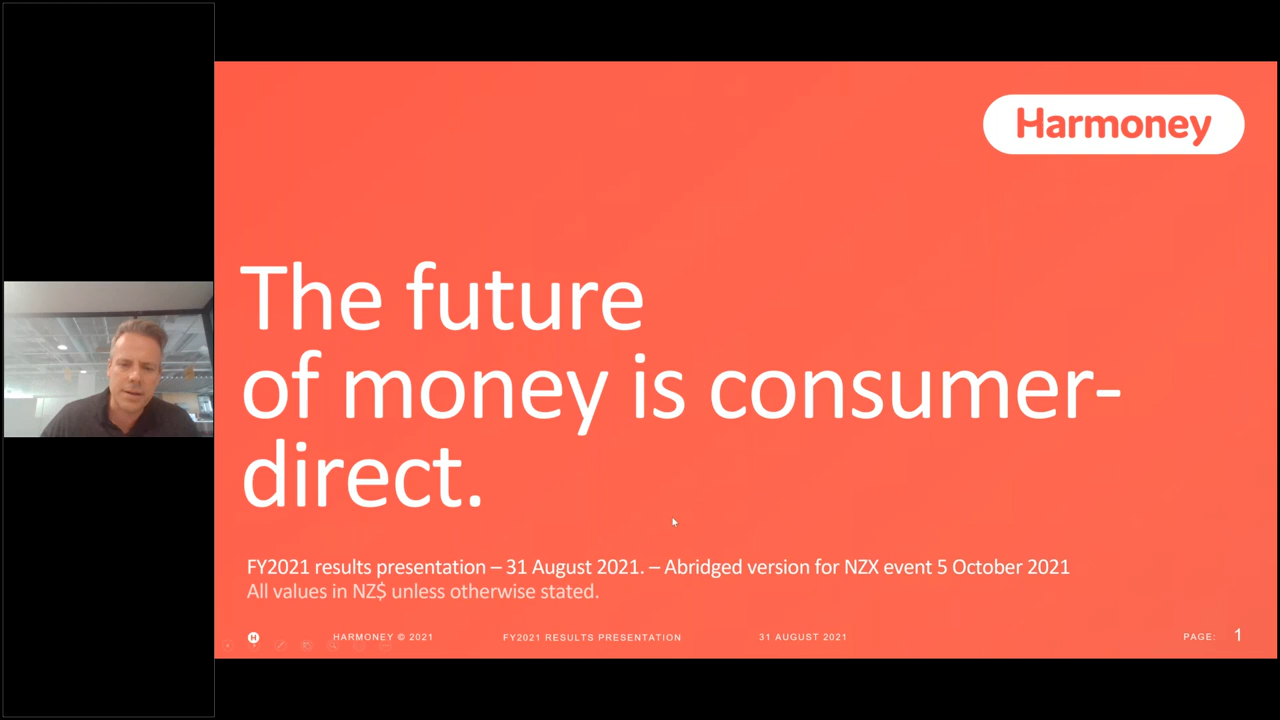 Harmoney
The future
of money is consumer-
direct.
FY2021 results presentation – 31 August 2021. – Abridged version for NZX event 5 October 2021
All values in NZ$ unless otherwise stated.
H HARMONEY © 2021 FY2021 RESULTS PRESENTATION 31 AUGUST 2021 PAGE: 1